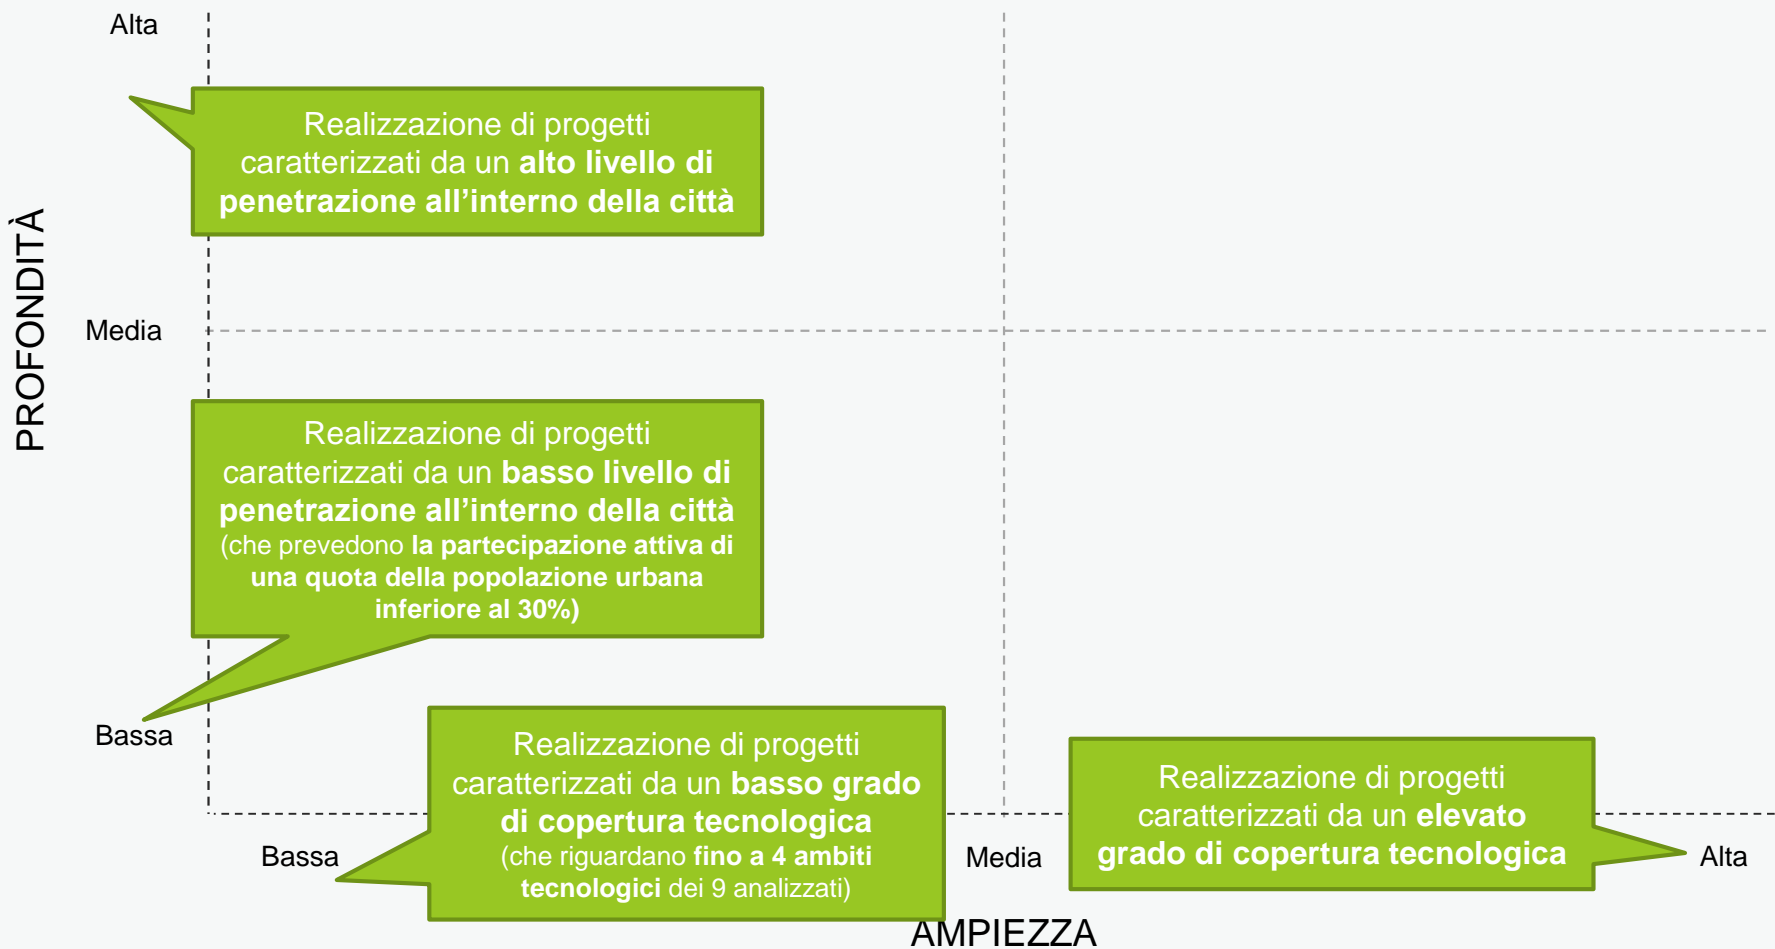 Alta
Realizzazione di progetti
caratterizzati da un alto livello di
penetrazione all’interno della città
PROFONDITÀ
Media
Realizzazione di progetti
caratterizzati da un basso livello di
penetrazione all’interno della città
(che prevedono la partecipazione attiva di
una quota della popolazione urbana
inferiore al 30%)
Bassa
Realizzazione di progetti
caratterizzati da un basso grado
di copertura tecnologica
(che riguardano fino a 4 ambiti
tecnologici dei 9 analizzati)
Realizzazione di progetti
caratterizzati da un elevato
grado di copertura tecnologica
Bassa
Media
Alta
AMPIEZZA